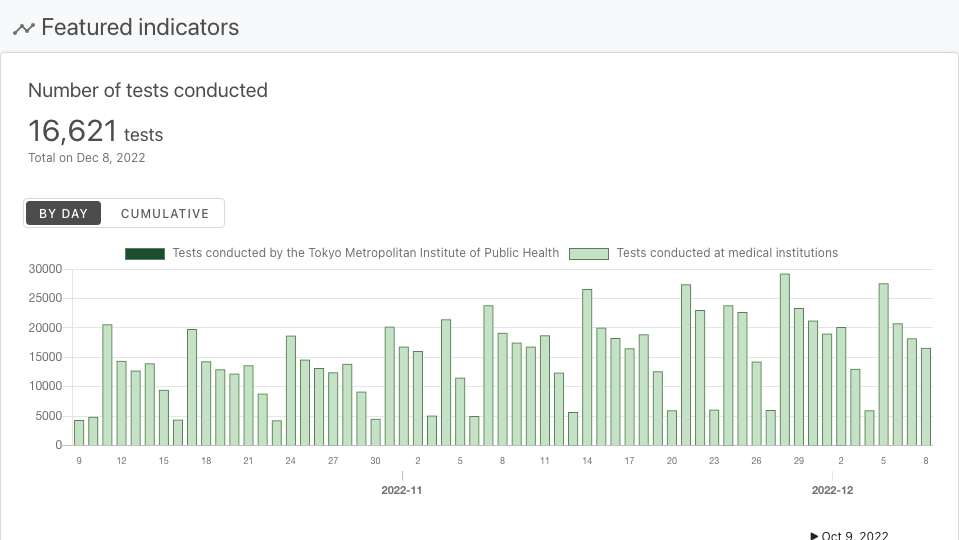 Featured indicators
Number of tests conducted
16,621 tests
Total on Dec 8, 2022
BY DAY CUMULATIVE
Tests conducted by the Tokyo Metropolitan Institute of Public Health Tests conducted at medical institutions
30000
25000
20000
15000
10000
5000
0
9 12 15 18 21 24 27 30 2 5 8 11 14 17 20 23 26 29 2 5 8
2022-11 2022-12
Oct 9, 2022